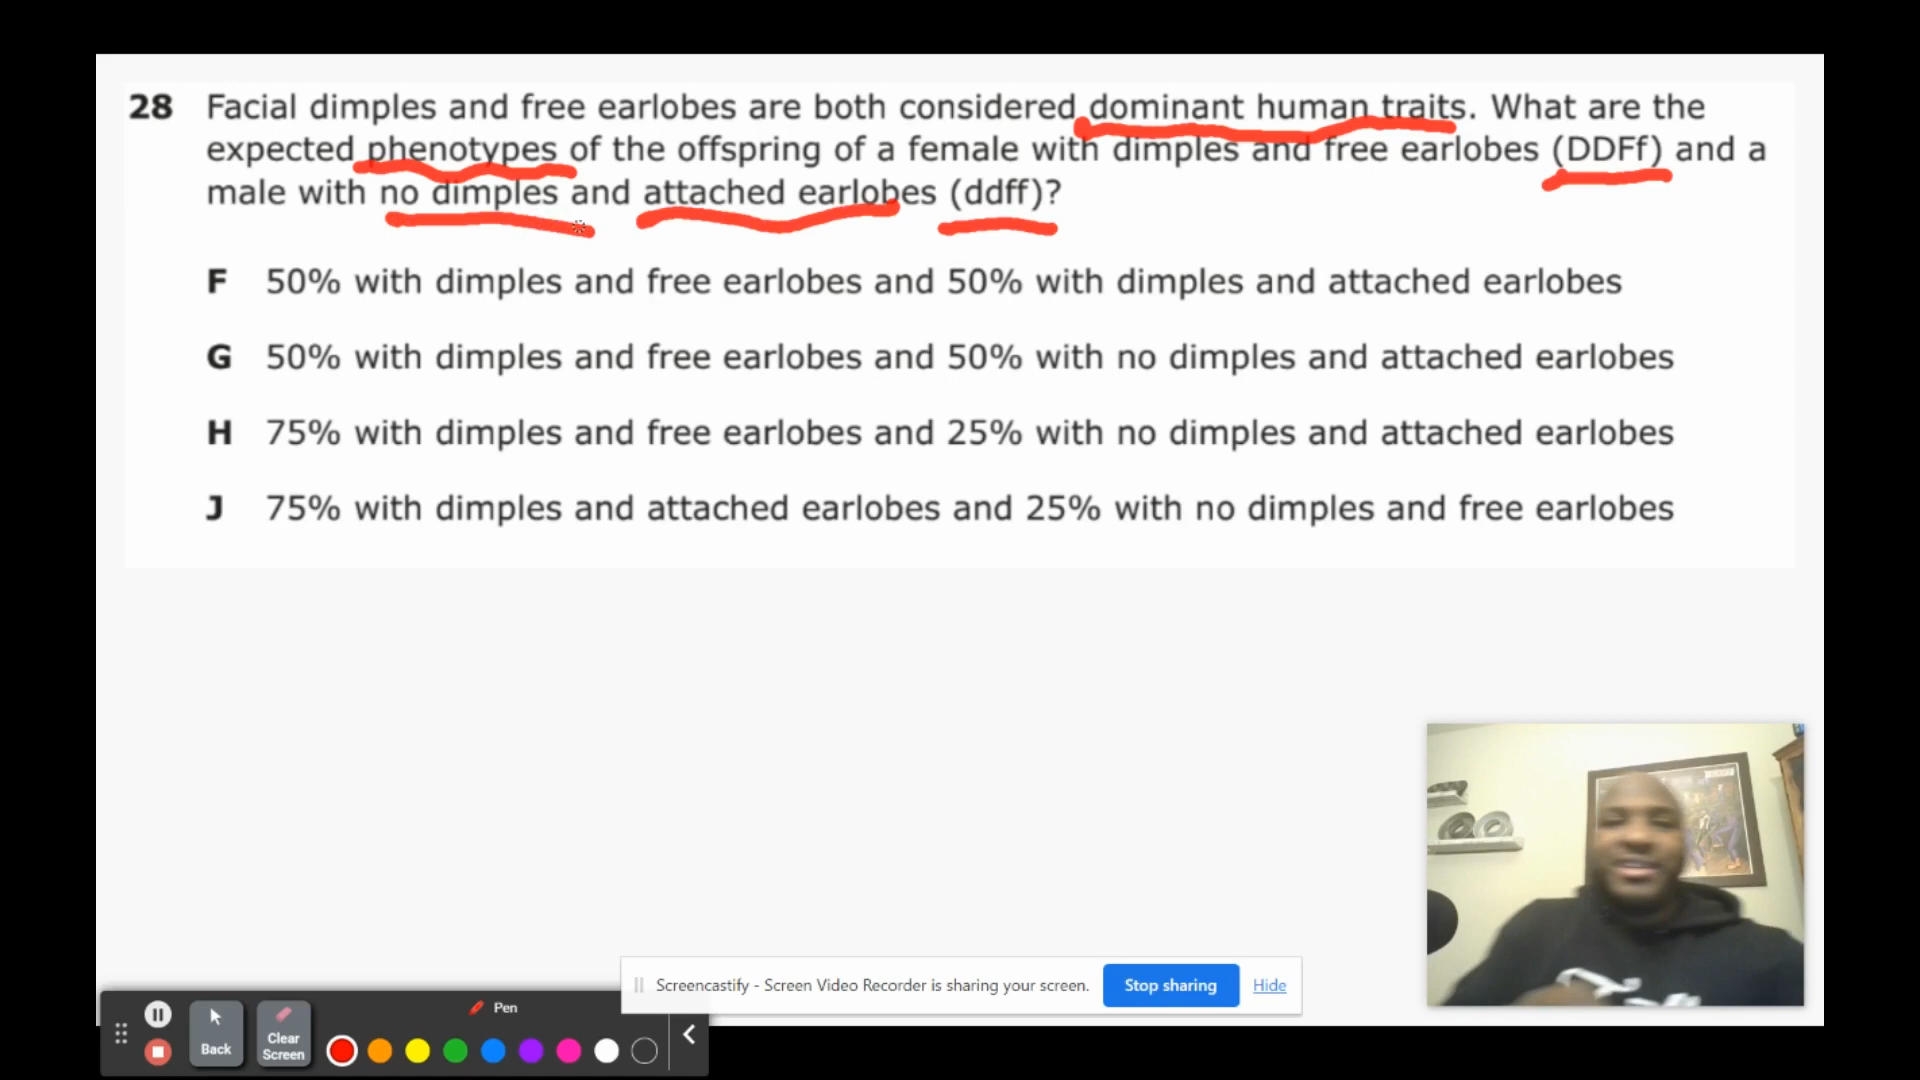 28 Facial dimples and free earlobes are both considered dominant human traits. What are the
expected phenotypes of the offspring of a female with dimples and free earlobes (DDFf) and a
male with no dimples and attached earlobes (ddff)?
F 50% with dimples and free earlobes and 50% with dimples and attached earlobes
G 50% with dimples and free earlobes and 50% with no dimples and attached earlobes
H 75% with dimples and free earlobes and 25% with no dimples and attached earlobes
J 75% with dimples and attached earlobes and 25% with no dimples and free earlobes
Screencastify - Screen Video Recorder is sharing your screen. Stop sharing Hide
Pen
Back
Clear
Screen